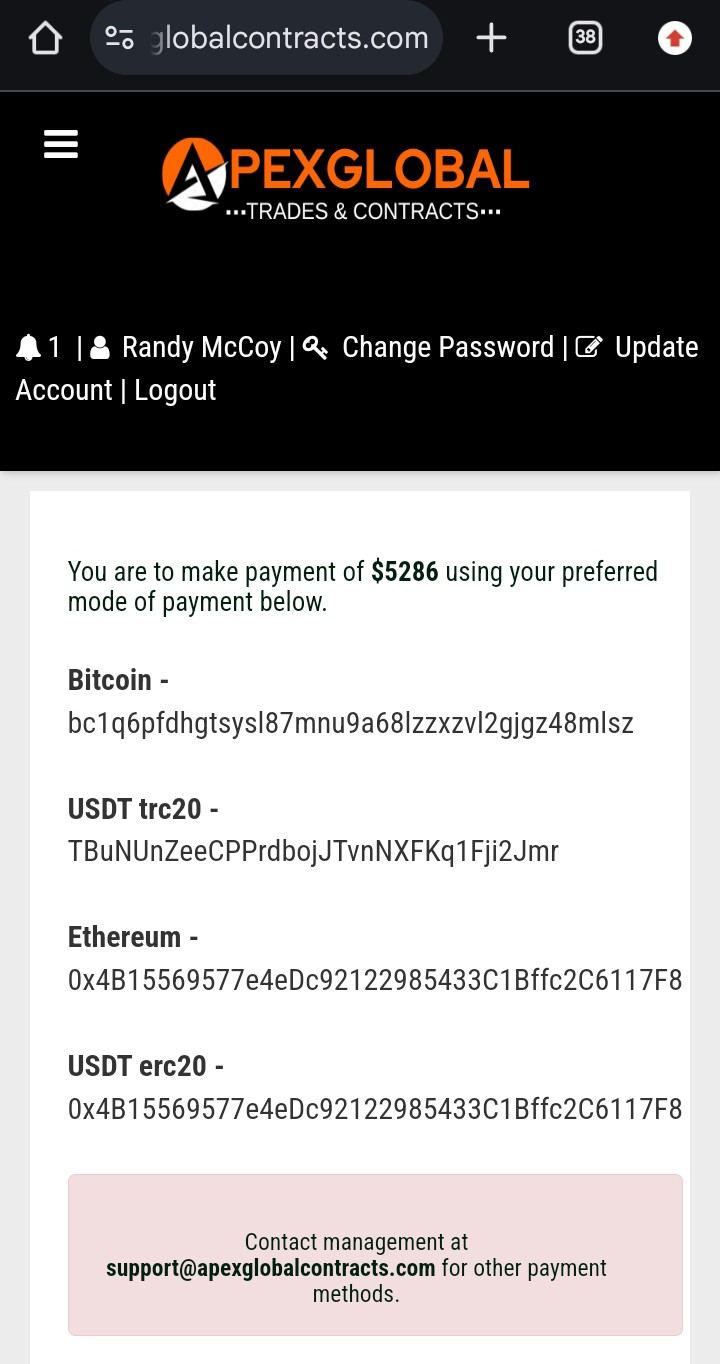 globalcontracts.com
38
APEXGLOBAL
···TRADES & CONTRACTS···
1 | Randy McCoy | Change Password | Update
Account | Logout
You are to make payment of $5286 using your preferred
mode of payment below.
Bitcoin -
bc1q6pfdhgtsysl87mnu9a68lzzxzvl2gjgz48mlsz
USDT trc20 -
TBuNUnZeeCPPrdbojJTvnNXFKq1Fji2Jmr
Ethereum -
0x4B15569577e4eDc92122985433C1Bffc2C6117F8
USDT erc20 -
0x4B15569577e4eDc92122985433C1Bffc2C6117F8
Contact management at
support@apexglobalcontracts.com for other payment
methods.